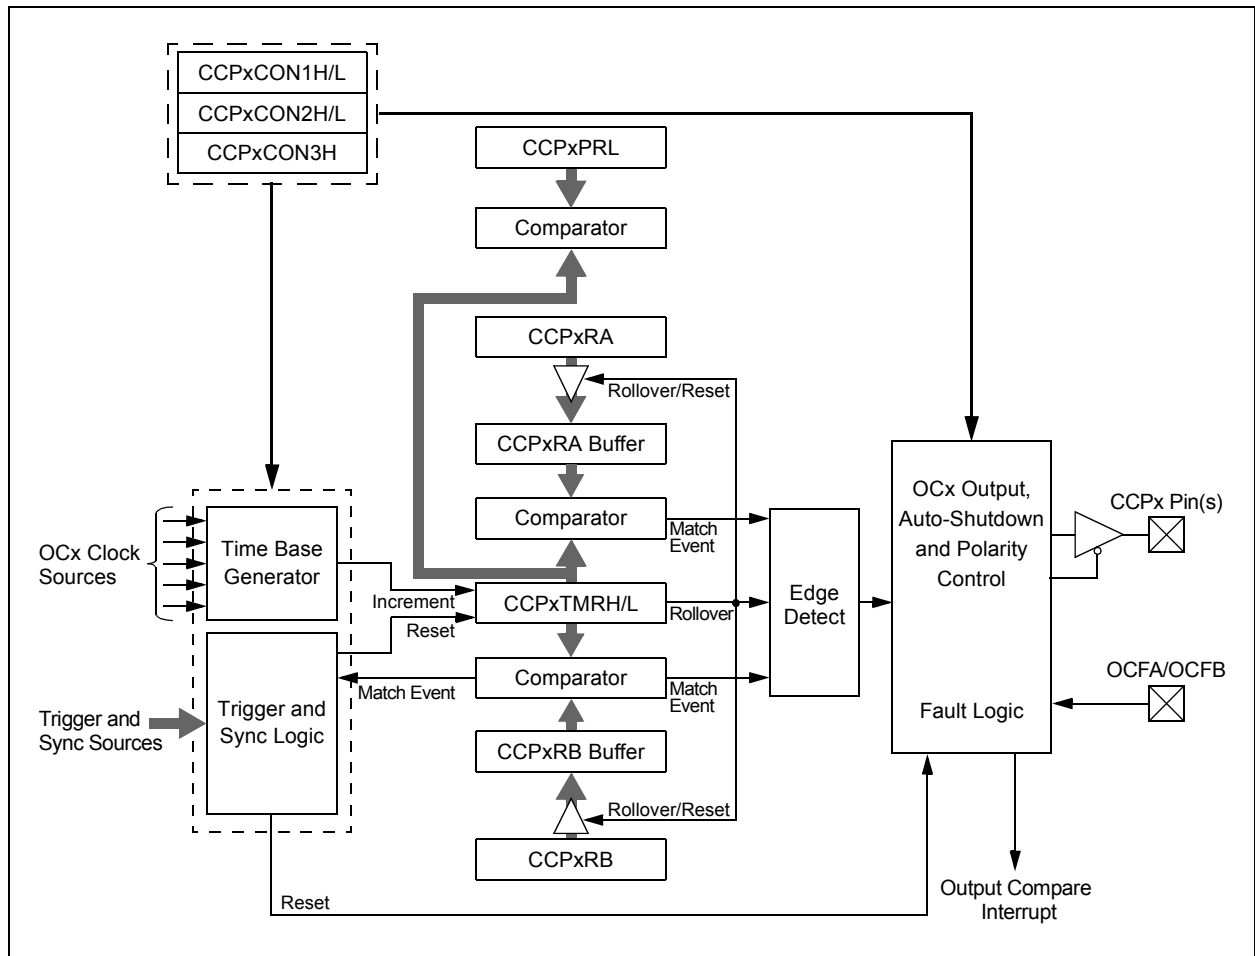 CCPxCON1H/L
CCPxCON2H/L
CCPxCON3H
CCPxPRL
Comparator
CCPxRA
Rollover/Reset
CCPxRA Buffer
Comparator
Match
Event
OCx Clock
Sources
Time Base
Generator
Increment
Reset
CCPxTMRH/L
Rollover
Edge
Detect
OCx Output,
Auto-Shutdown
and Polarity
Control
CCPx Pin(s)
Trigger and
Sync Sources
Trigger and
Sync Logic
Match Event
Comparator
Match
Event
Fault Logic
OCFA/OCFB
CCPxRB Buffer
Rollover/Reset
CCPxRB
Reset
Output Compare
Interrupt